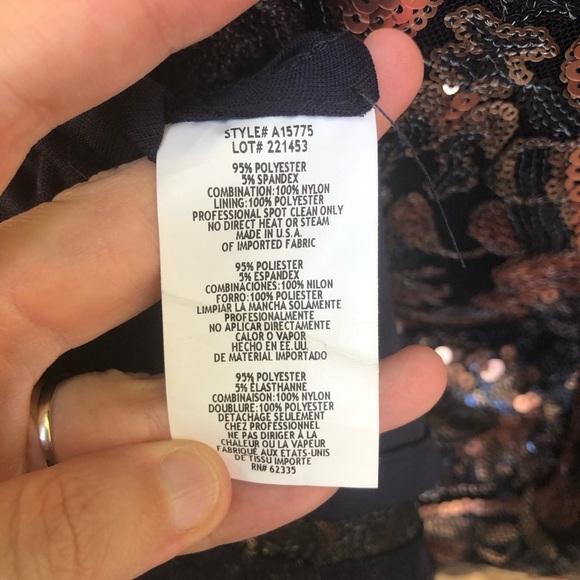 STYLE# A15775
LOT# 221453
95% POLYESTER
5% SPANDEX
COMBINATION:100% NYLON
LINING:100% POLYESTER
PROFESSIONAL SPOT CLEAN ONLY
NO DIRECT HEAT OR STEAM
MADE IN U.S.A.
OF IMPORTED FABRIC
95% POLIESTER
5% ESPANDEX
COMBINACIONES:100% NILON
FORRO:100% POLIESTER
LIMPIAR LA MANCHA SOLAMENTE
PROFESIONALMENTE
NO APLICAR DIRECTAMENTE
CALOR O VAPOR
HECHO EN EE.UU.
DE MATERIAL IMPORTADO
95% POLYESTER
5% ELASTHANNE
COMBINAISON:100% NYLON
DOUBLURE:100% POLYESTER
DETACHAGE SEULEMENT
CHEZ PROFESSIONNEL
NE PAS DIRIGER À LA
CHALEUR OU LA VAPEUR
FABRIQUÉ AUX ETATS-UNIS
DE TISSU IMPORTE
RN# 62335